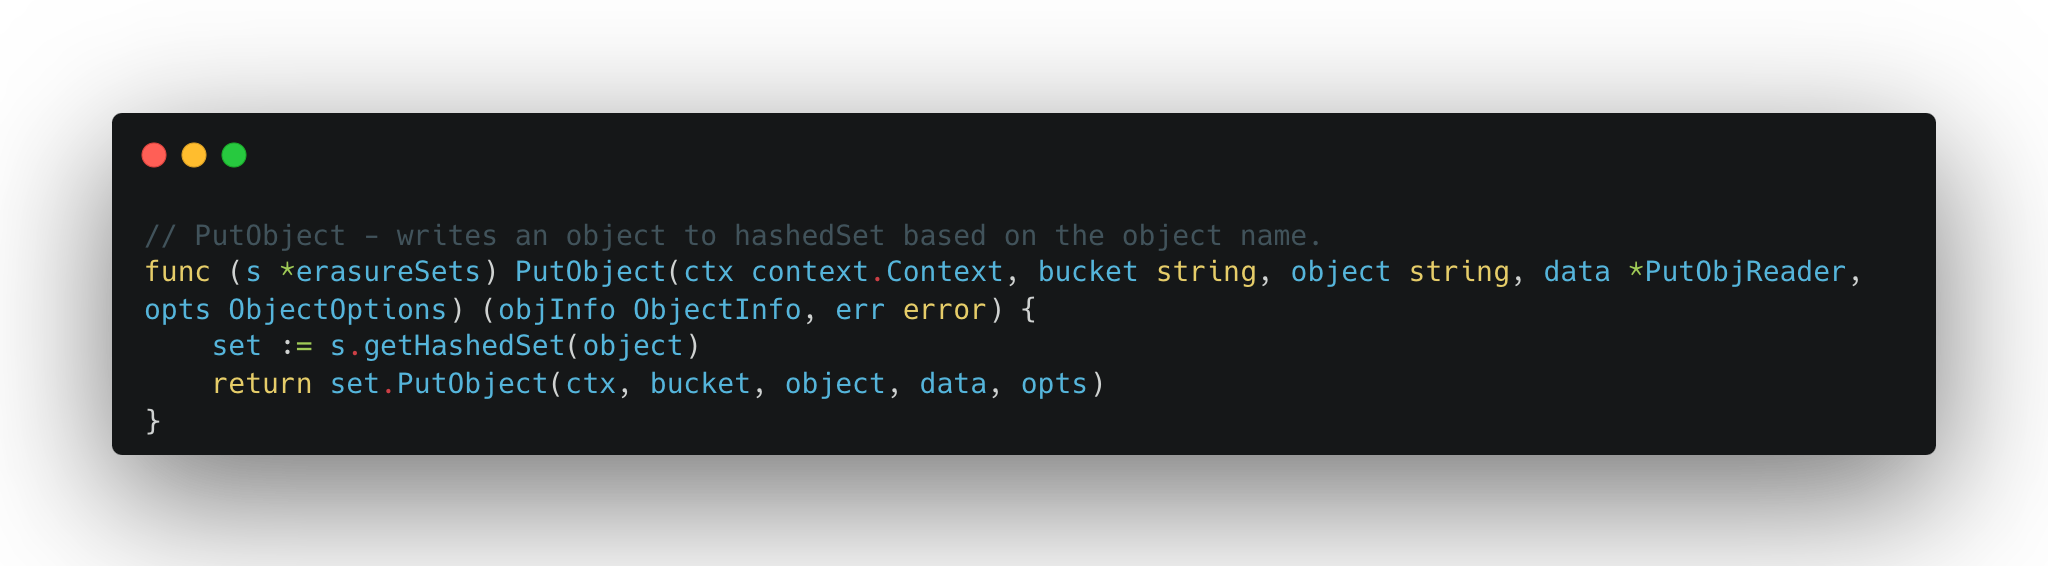 // PutObject - writes an object to hashedSet based on the object name.
func (s *erasureSets) PutObject(ctx context.Context, bucket string, object string, data *PutObjReader,
opts ObjectOptions) (objInfo ObjectInfo, err error) {
    set := s.getHashedSet(object)
    return set.PutObject(ctx, bucket, object, data, opts)
}